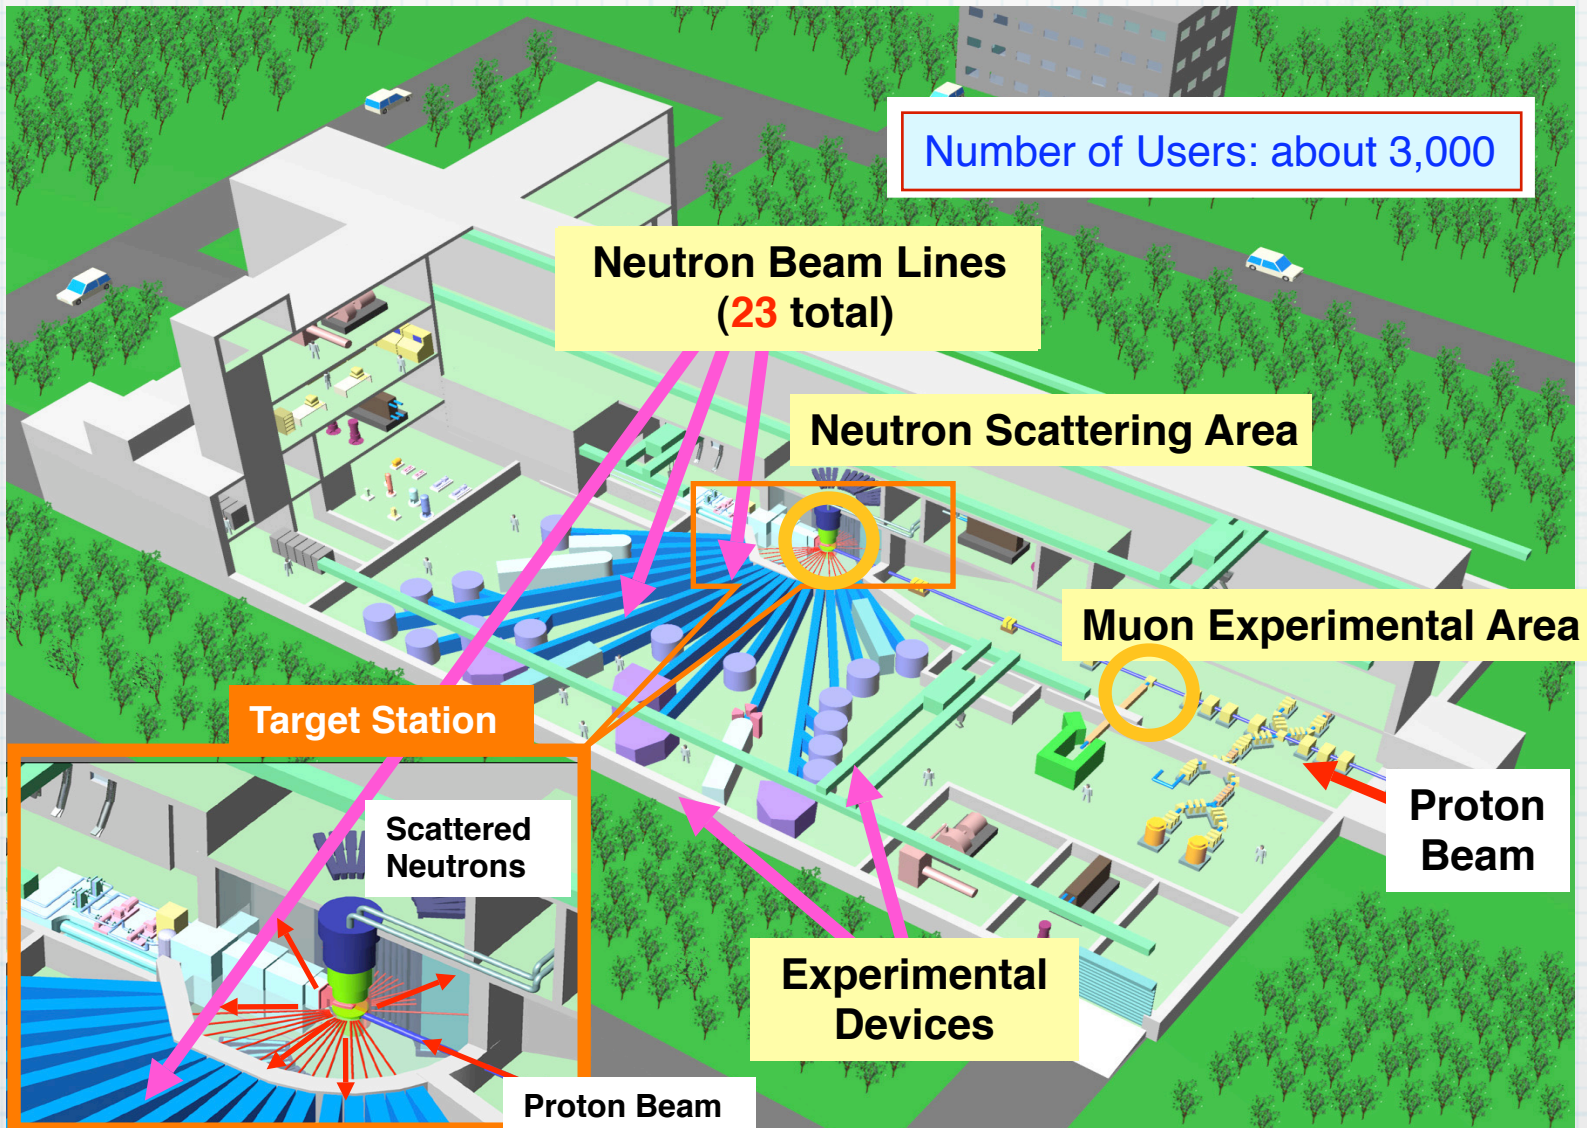 Number of Users: about 3,000
Neutron Beam Lines
(23 total)
Neutron Scattering Area
Muon Experimental Area
Target Station
Scattered
Neutrons
Proton
Beam
Experimental
Devices
Proton Beam